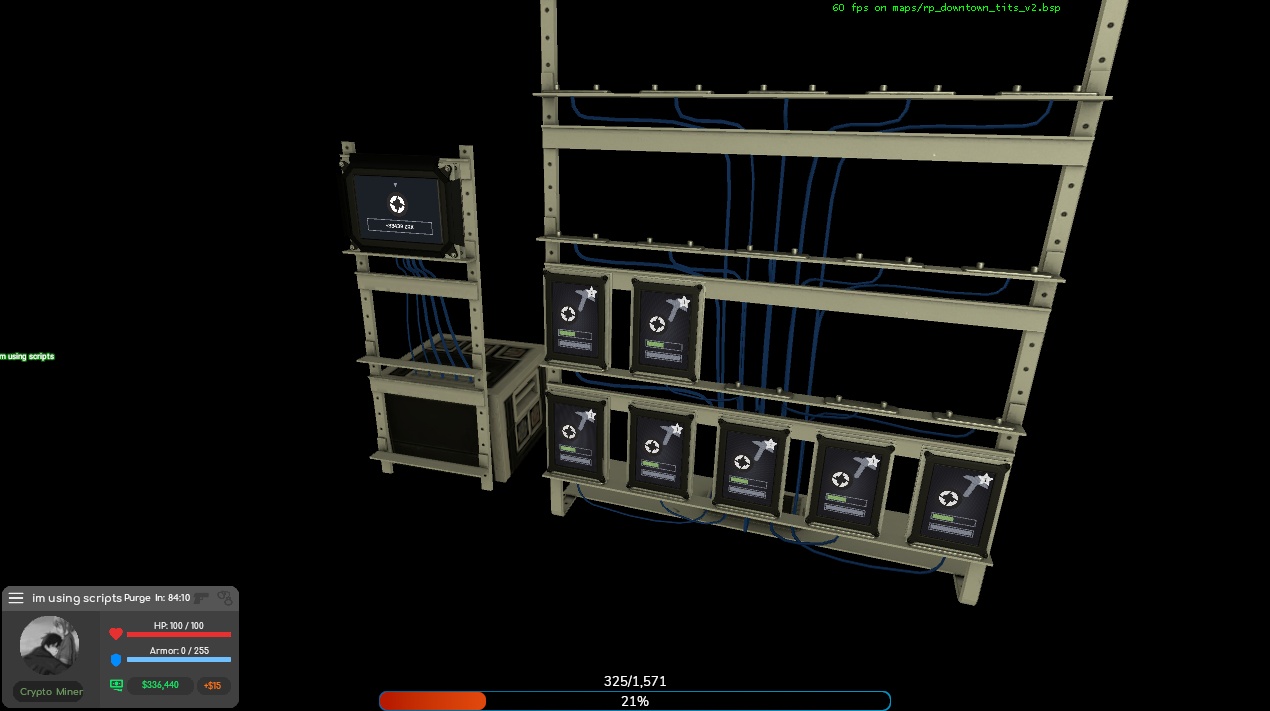 60 fps on maps/rp_downtown_tits_v2.bsp
m using scripts
im using scripts
Purge In: 84:10
HP: 100 / 100
Armor: 0 / 255
Crypto Miner
$336,440
+$15
325/1,571
21%